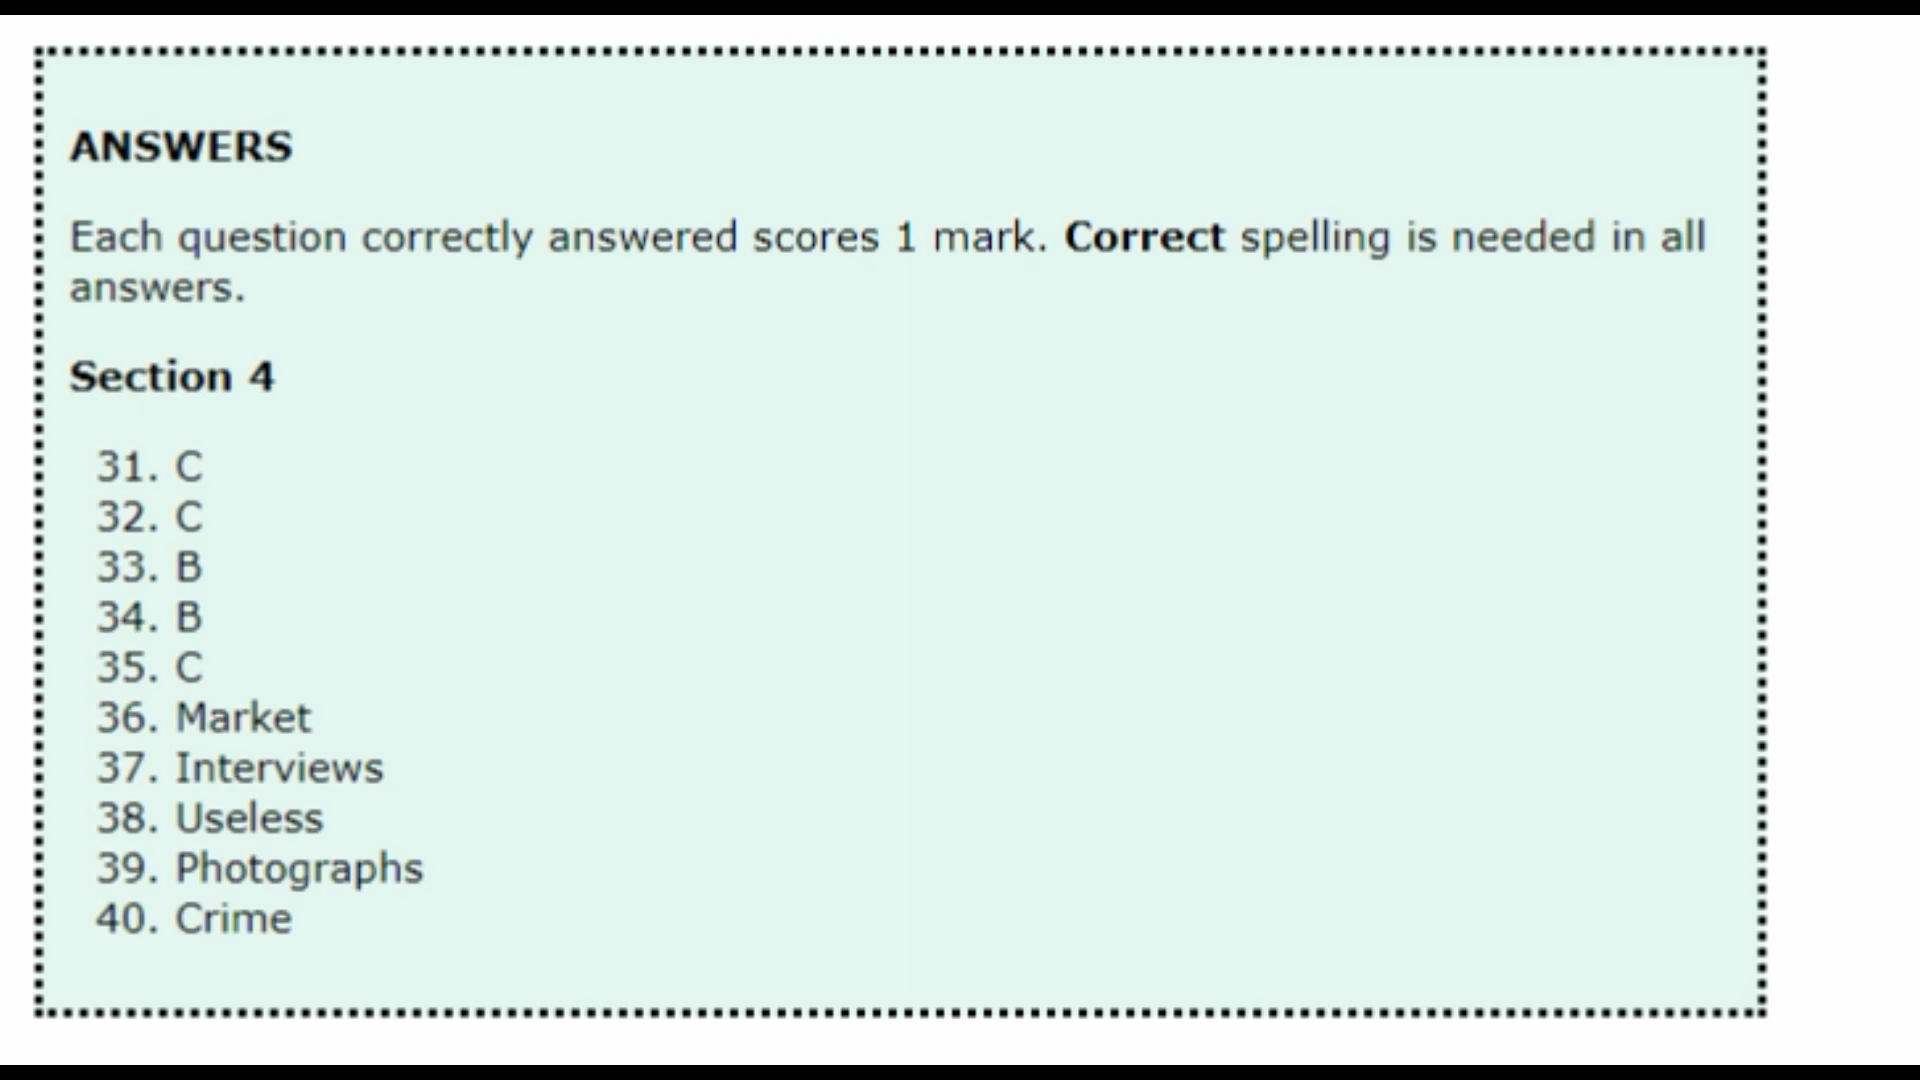 ANSWERS
Each question correctly answered scores 1 mark. Correct spelling is needed in all
answers.
Section 4
31. C
32. C
33. B
34. B
35. C
36. Market
37. Interviews
38. Useless
39. Photographs
40. Crime